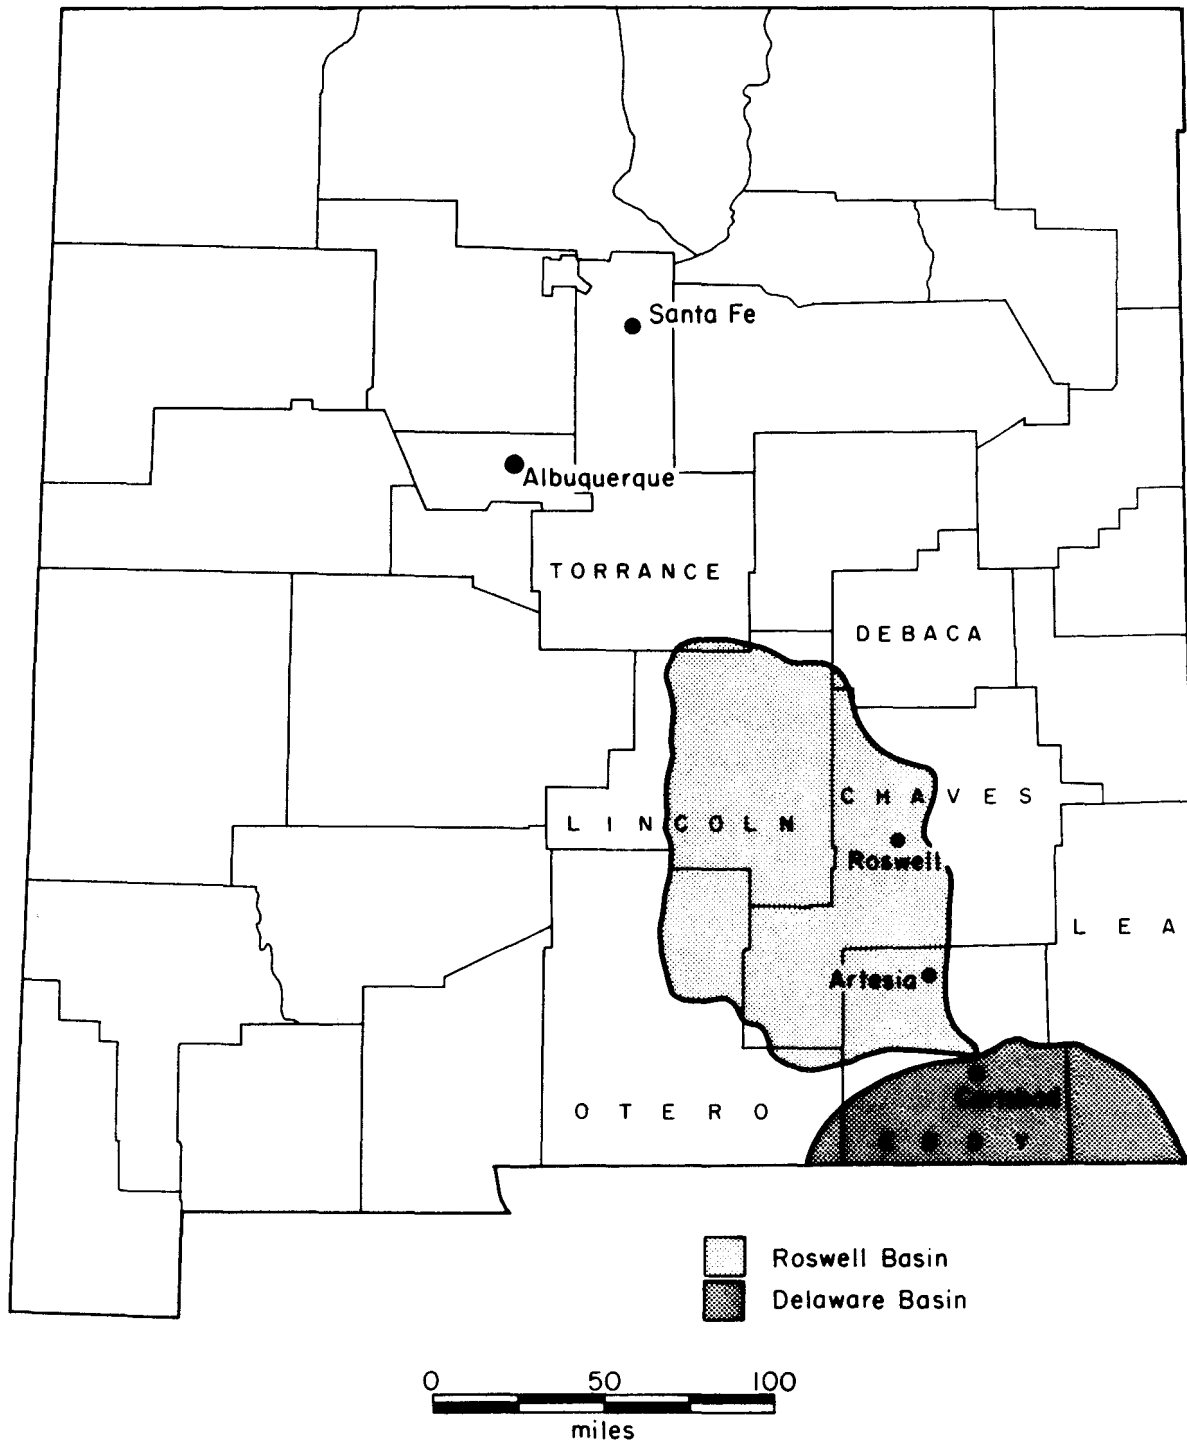 Santa Fe
Albuquerque
TORRANCE
DEBACA
CHAVES
LINCOLN
Roswell
LEA
Artesia
Carlsbad
OTERO
EDDY
Roswell Basin
Delaware Basin
0 50 100
miles